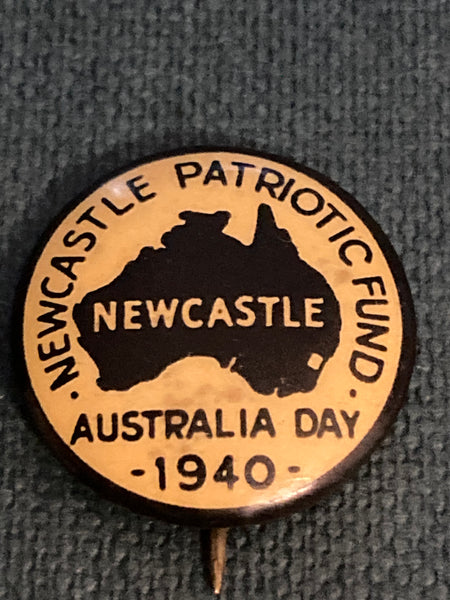 · NEWCASTLE PATRIOTIC FUND ·
NEWCASTLE
AUSTRALIA DAY
- 1940 -